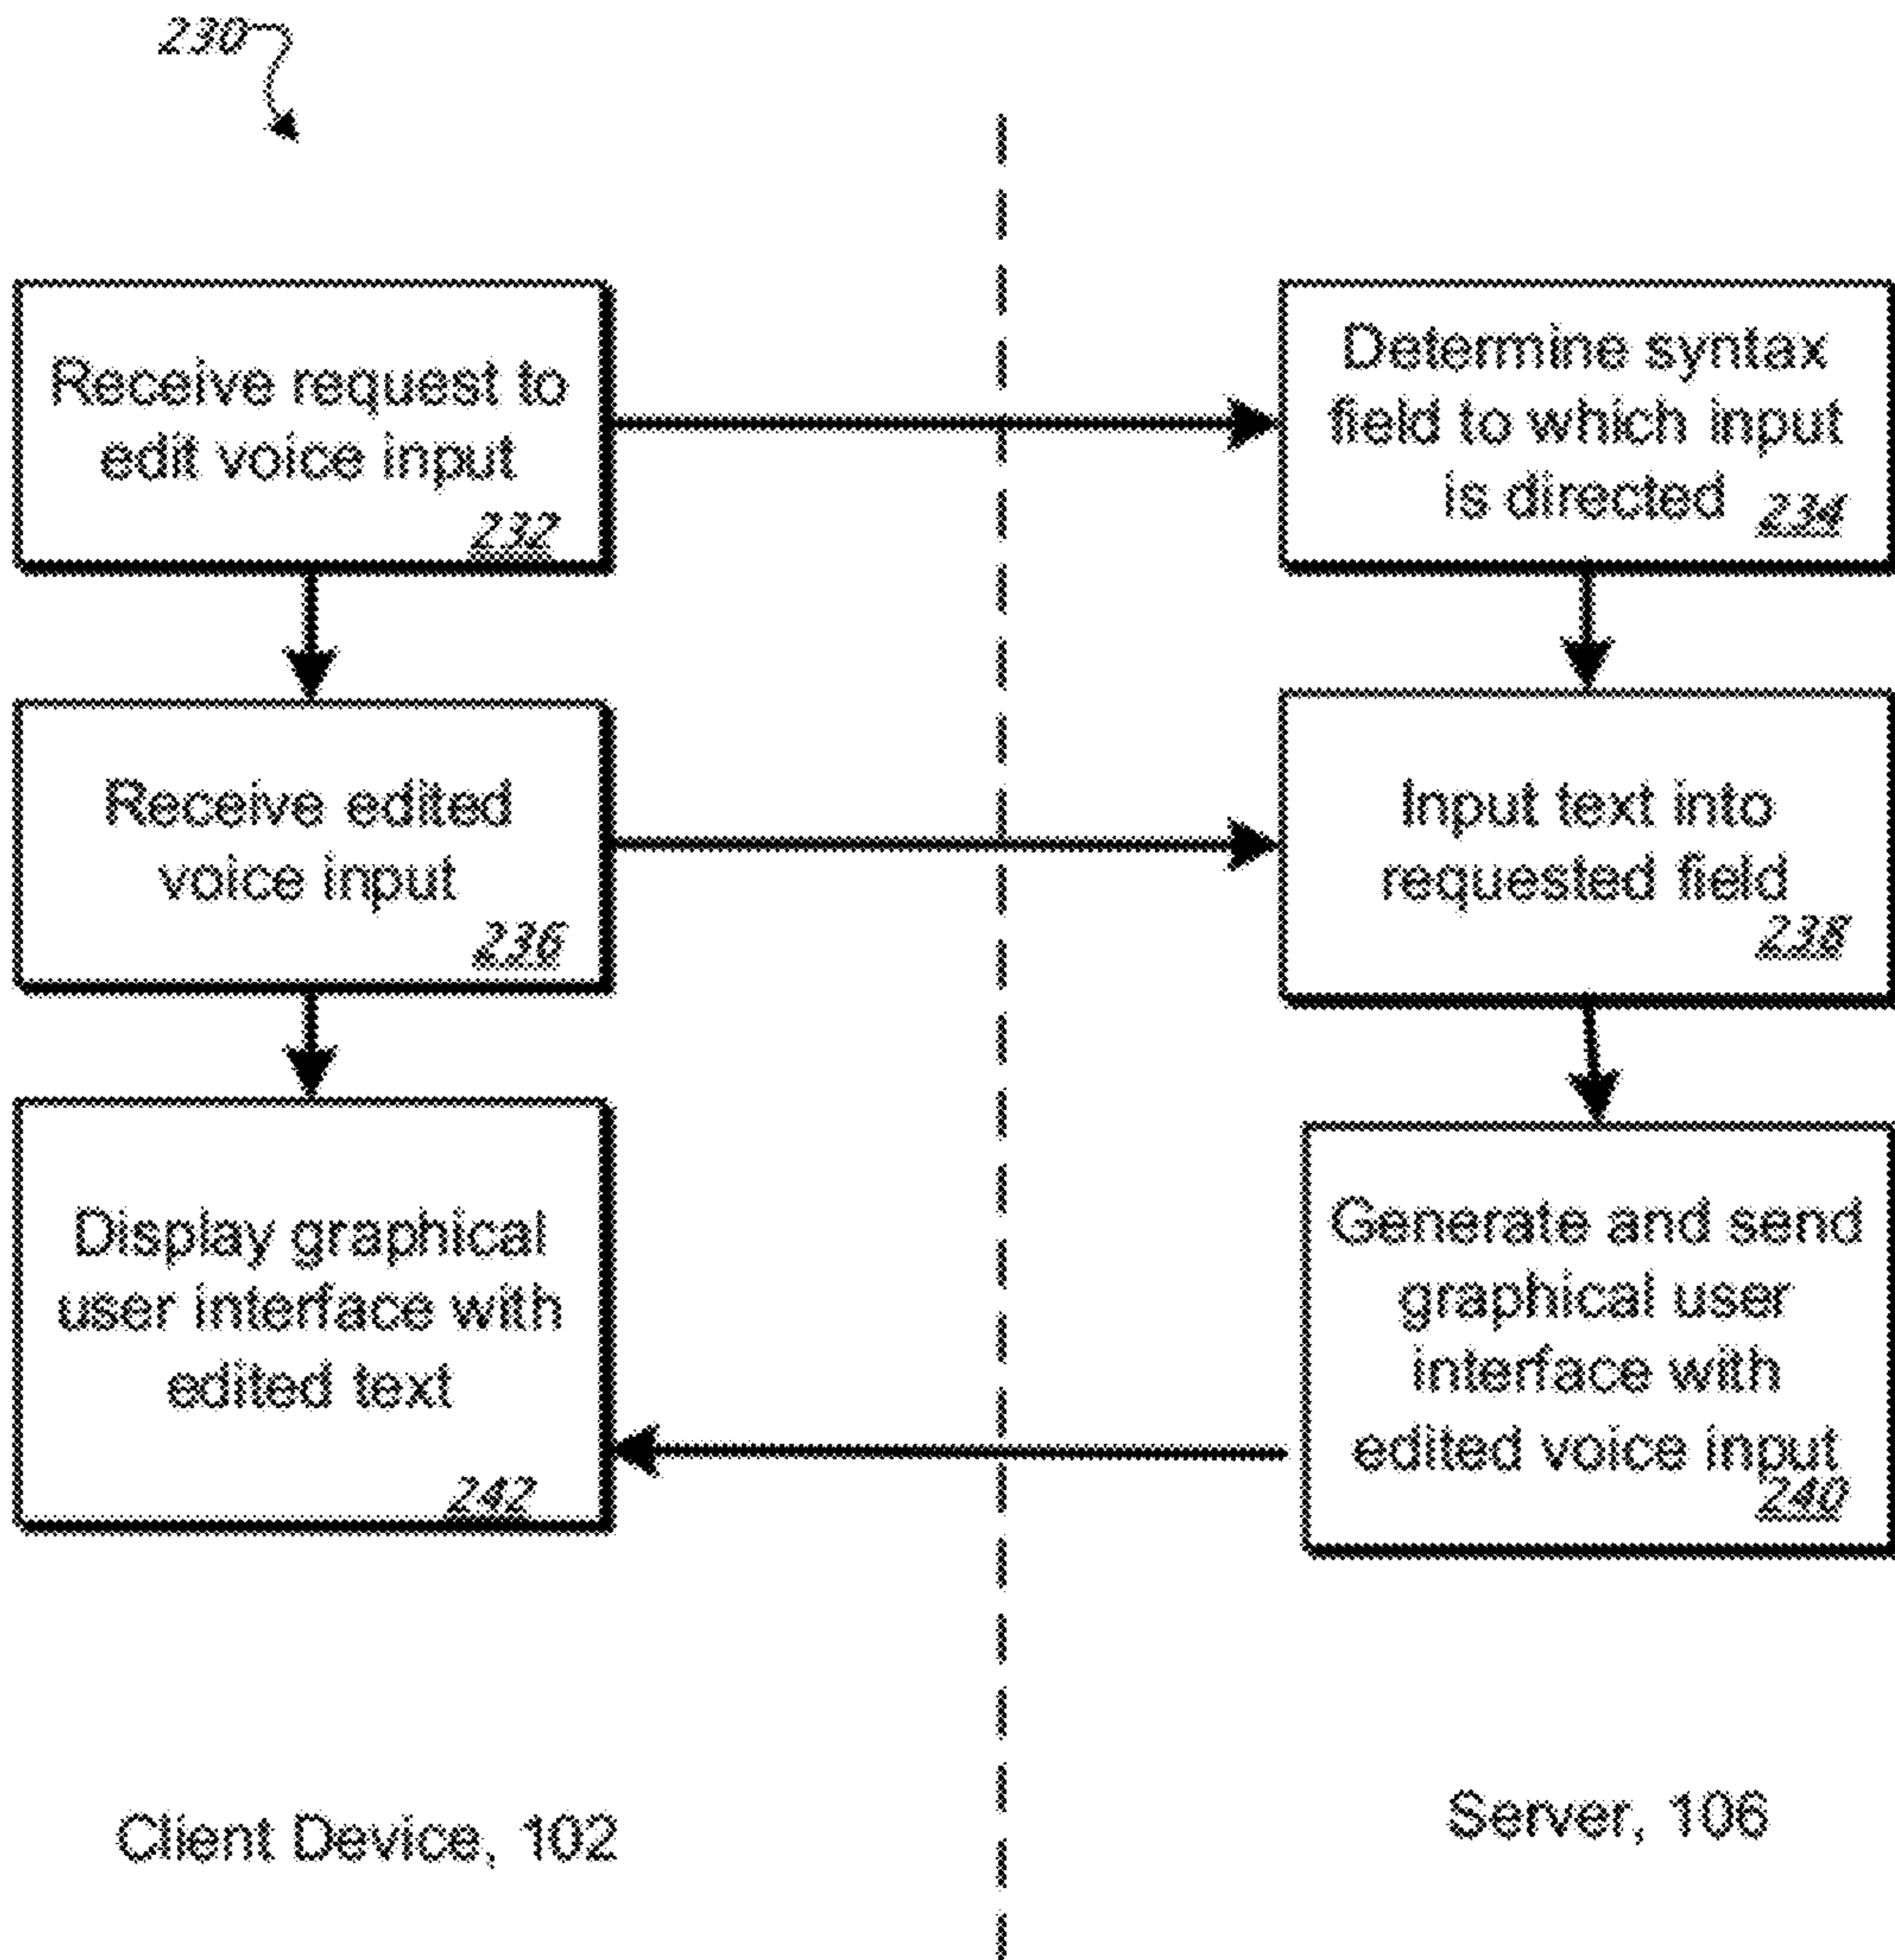 230
Receive request to
edit voice input
232
Determine syntax
field to which input
is directed 234
Receive edited
voice input
236
Input text into
requested field
238
Display graphical
user interface with
edited text
242
Generate and send
graphical user
interface with
edited voice input
240
Client Device, 102
Server, 106